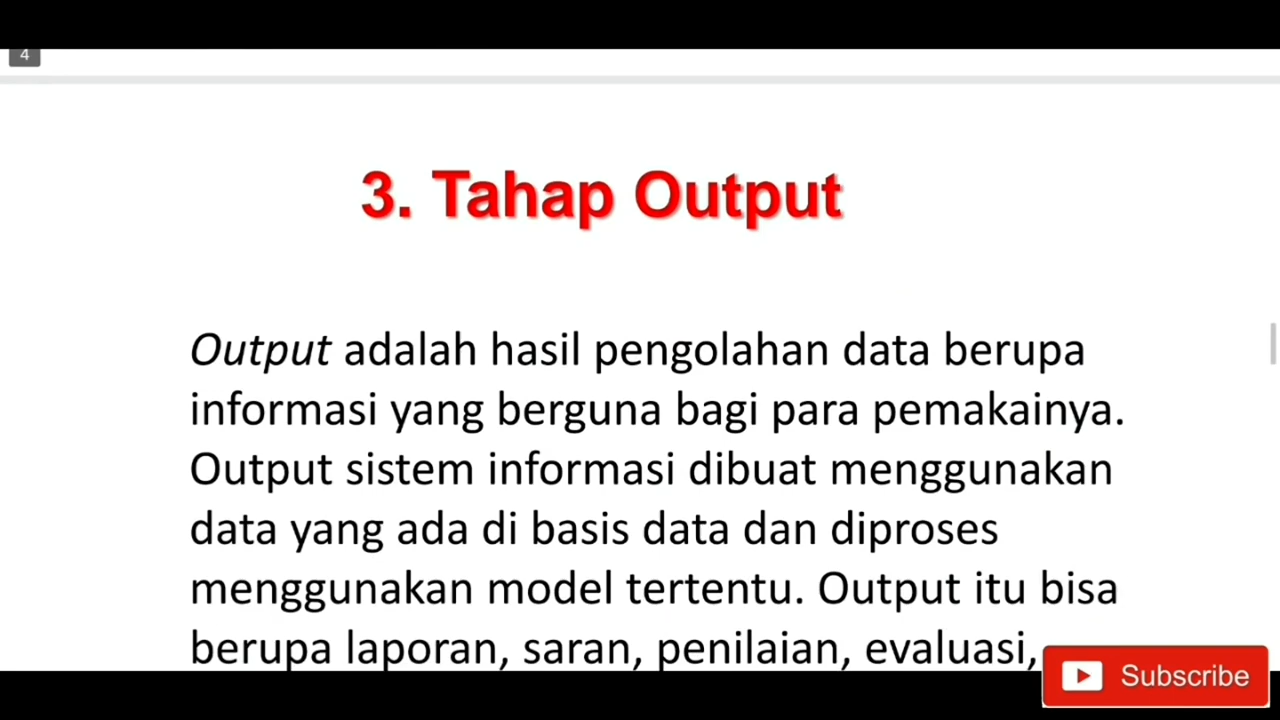 4
3. Tahap Output
Output adalah hasil pengolahan data berupa
informasi yang berguna bagi para pemakainya.
Output sistem informasi dibuat menggunakan
data yang ada di basis data dan diproses
menggunakan model tertentu. Output itu bisa
berupa laporan, saran, penilaian, evaluasi,
Subscribe